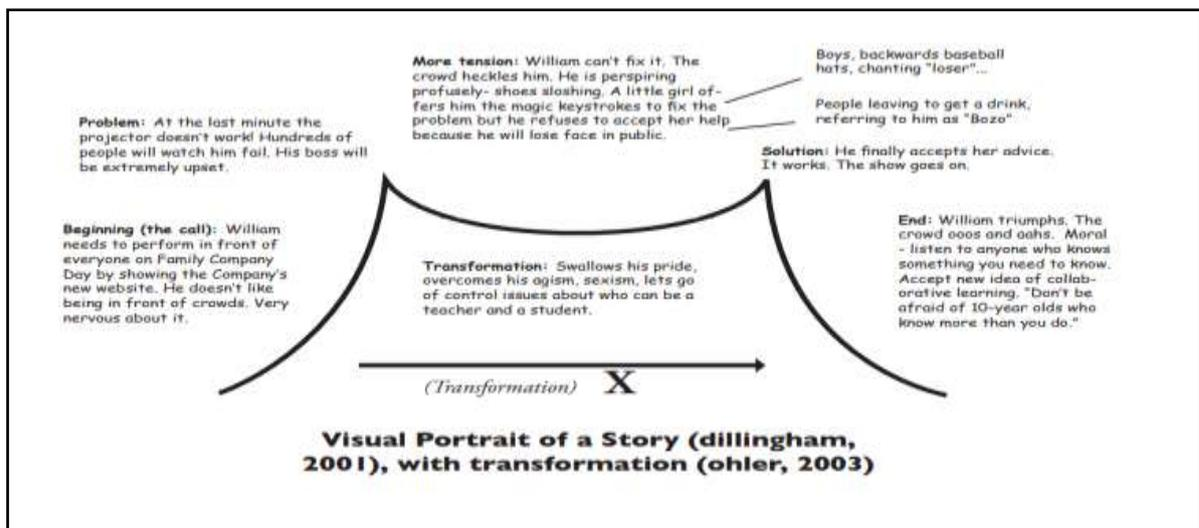 Problem: At the last minute the
projector doesn't work! Hundreds of
people will watch him fail. His boss will
be extremely upset.
More tension: William can't fix it. The
crowd heckles him. He is perspiring
profusely- shoes sloshing. A little girl of-
fers him the magic keystrokes to fix the
problem but he refuses to accept her help
because he will lose face in public.
Boys, backwards baseball
hats, chanting "loser"...
People leaving to get a drink,
referring to him as "Bozo"
Solution: He finally accepts her advice.
It works. The show goes on.
Beginning (the call): William
needs to perform in front of
everyone on Family Company
Day by showing the Company's
new website. He doesn't like
being in front of crowds. Very
nervous about it.
Transformation: Swallows his pride,
overcomes his agism, sexism, lets go
of control issues about who can be a
teacher and a student.
End: William triumphs. The
crowd ooos and aahs. Moral
- listen to anyone who knows
something you need to know.
Accept new idea of collab-
orative learning. "Don't be
afraid of 10-year olds who
know more than you do."
(Transformation) X
Visual Portrait of a Story (dillingham,
2001), with transformation (ohler, 2003)